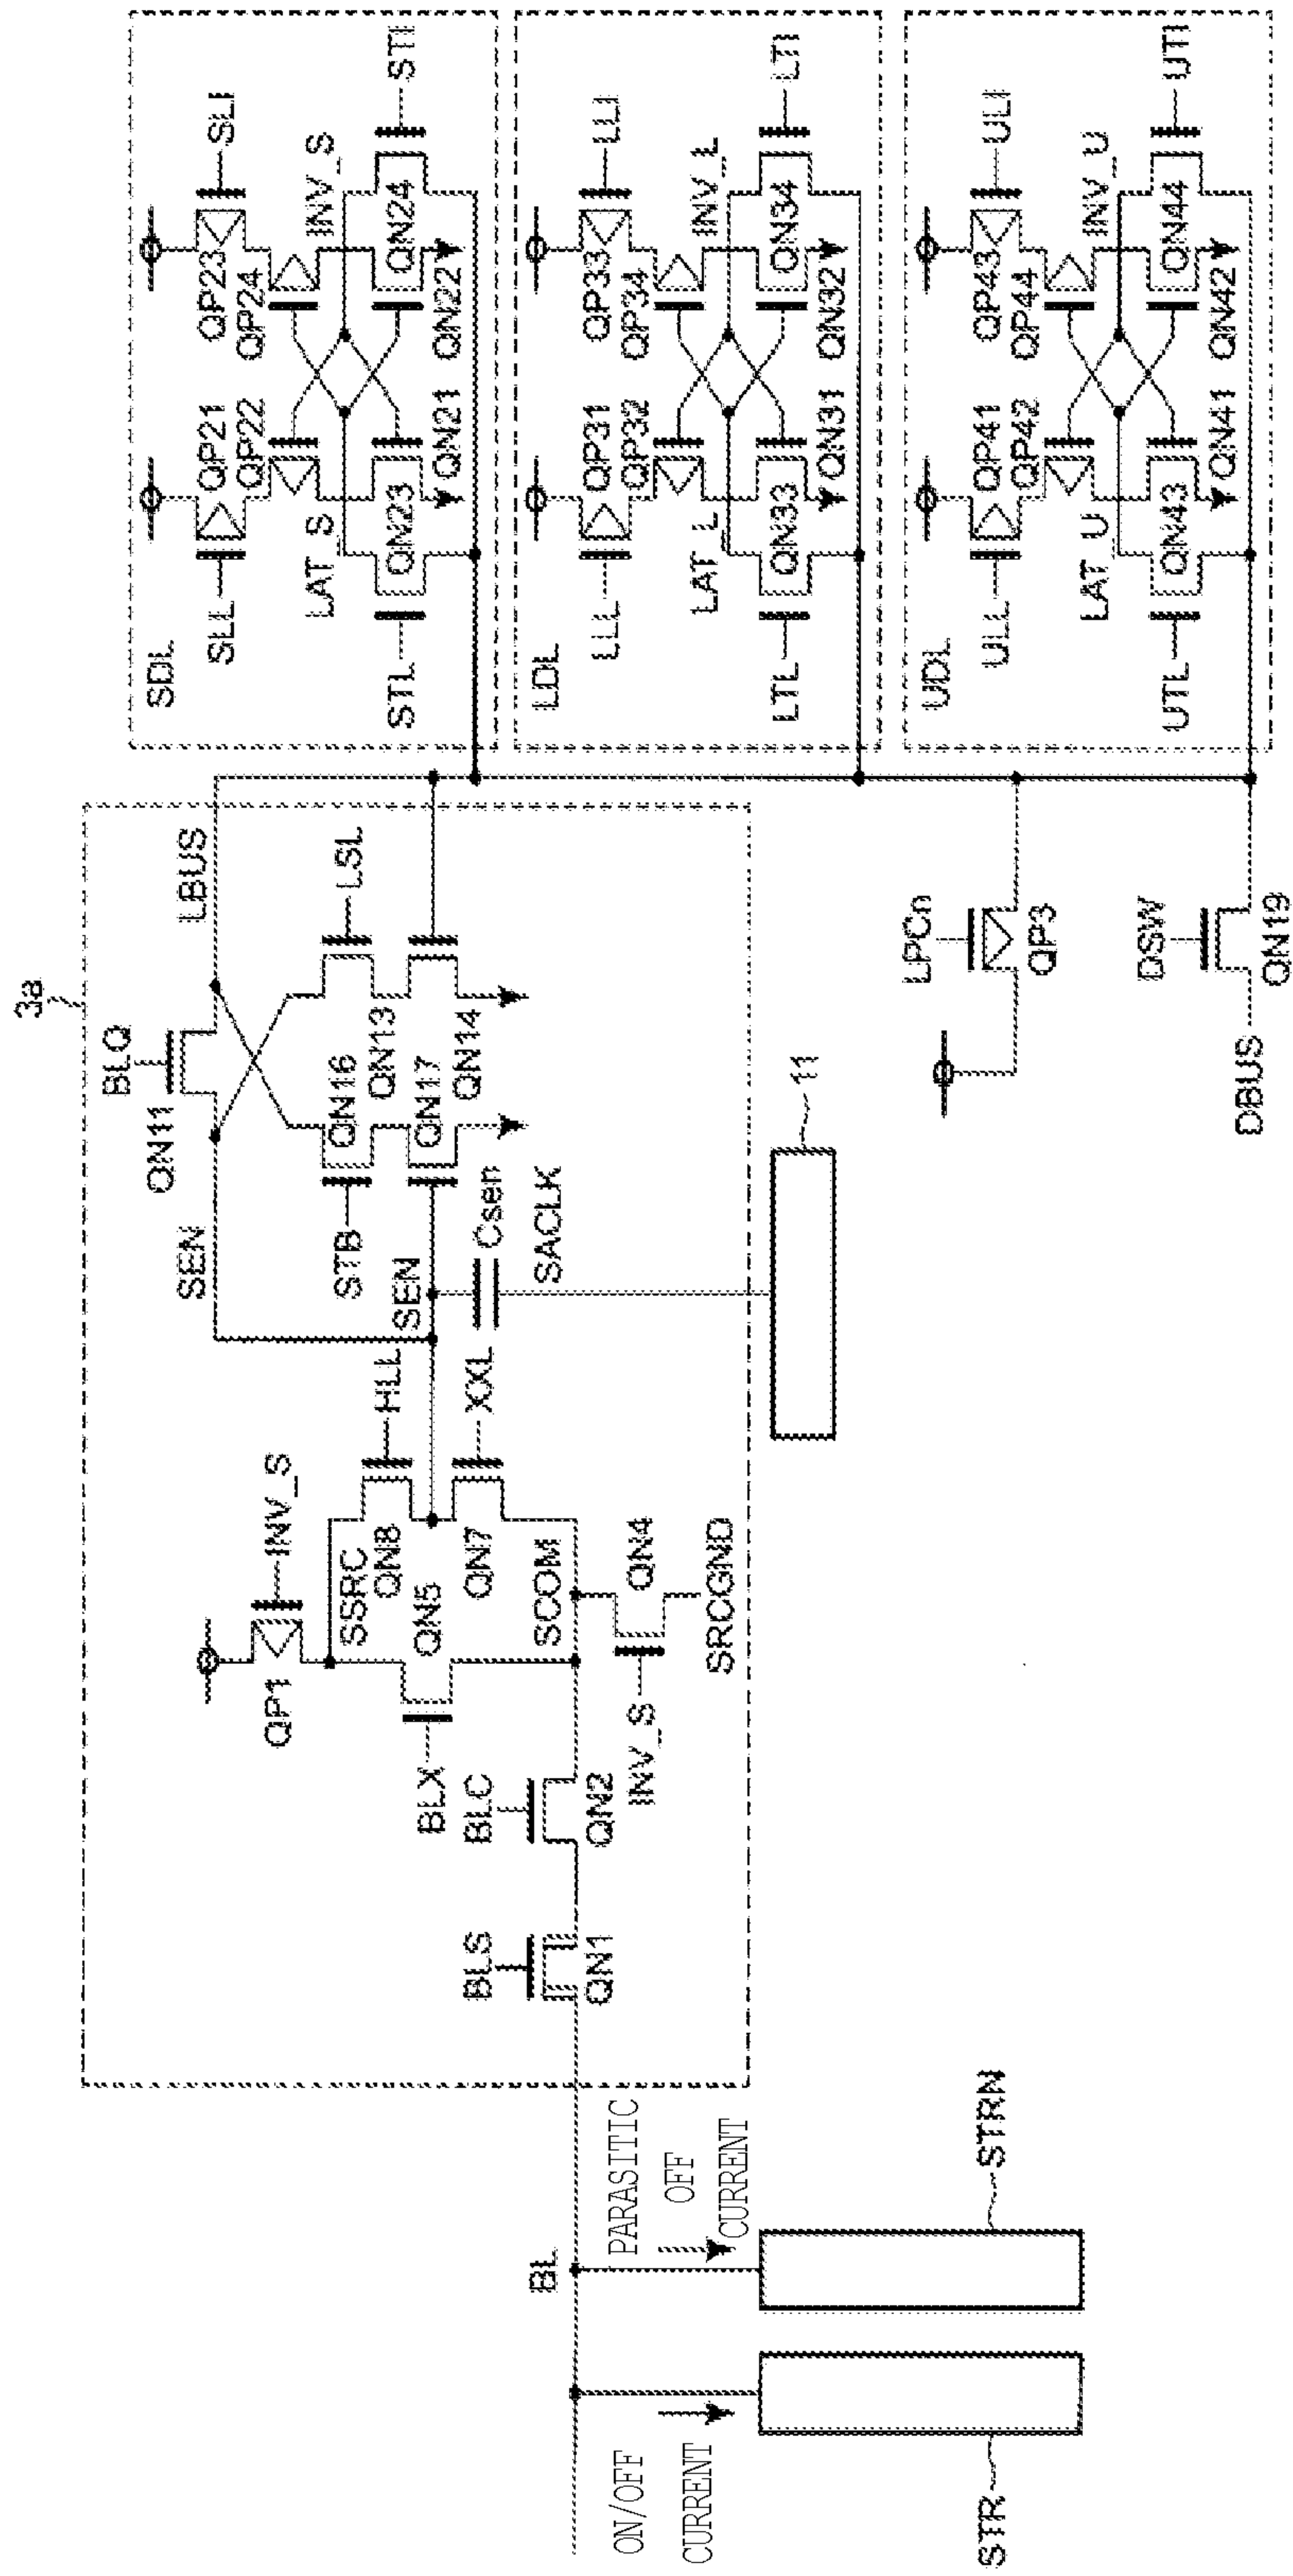 3a
BLQ
QN11
LBUS
SEN
QP1
INV_S
SSRC
HLL
QN8
QN5
BLX
XXL
QN7
SCOM
QN4
INV_S
SRCGND
BLC
QN2
BLS
QN1
STB
QN16
QN17
QN13
QN14
LSL
SEN
Csen
SACLK
11
SDL
SLL
QP21
QP22
QP23
QP24
SLI
LAT_S
INV_S
STL
QN23
QN21
QN22
QN24
STI
LDL
LLL
QP31
QP32
QP33
QP34
LLI
LAT_L
INV_L
LTL
QN33
QN31
QN32
QN34
LTI
UDL
ULL
QP41
QP42
QP43
QP44
ULI
LAT_U
INV_U
UTL
QN43
QN41
QN42
QN44
UTI
LPCn
QP3
DSW
QN19
DBUS
BL
PARASITIC
OFF
CURRENT
STRN
ON/OFF
CURRENT
STR